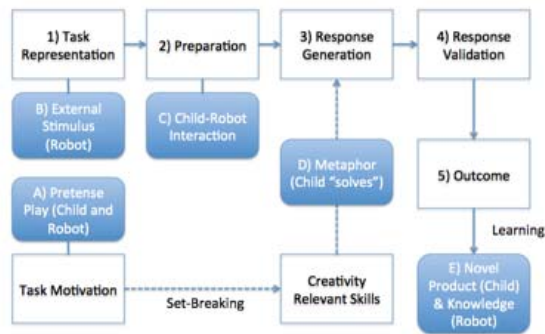 1) Task
Representation
2) Preparation
3) Response
Generation
4) Response
Validation
B) External
Stimulus
(Robot)
C) Child-Robot
Interaction
D) Metaphor
(Child "solves")
5) Outcome
A) Pretense
Play (Child and
Robot)
Learning
Task Motivation
Set-Breaking
Creativity
Relevant Skills
E) Novel
Product (Child)
& Knowledge
(Robot)